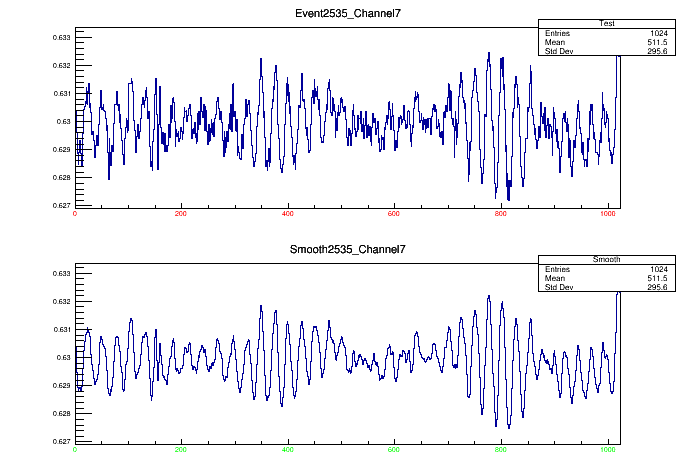 Event2535_Channel7
Test
Entries 1024
Mean 511.5
Std Dev 295.6
0.633
0.632
0.631
0.63
0.629
0.628
0.627
0 200 400 600 800 1000
Smooth2535_Channel7
Smooth
Entries 1024
Mean 511.5
Std Dev 295.6
0.633
0.632
0.631
0.63
0.629
0.628
0.627
0 200 400 600 800 1000